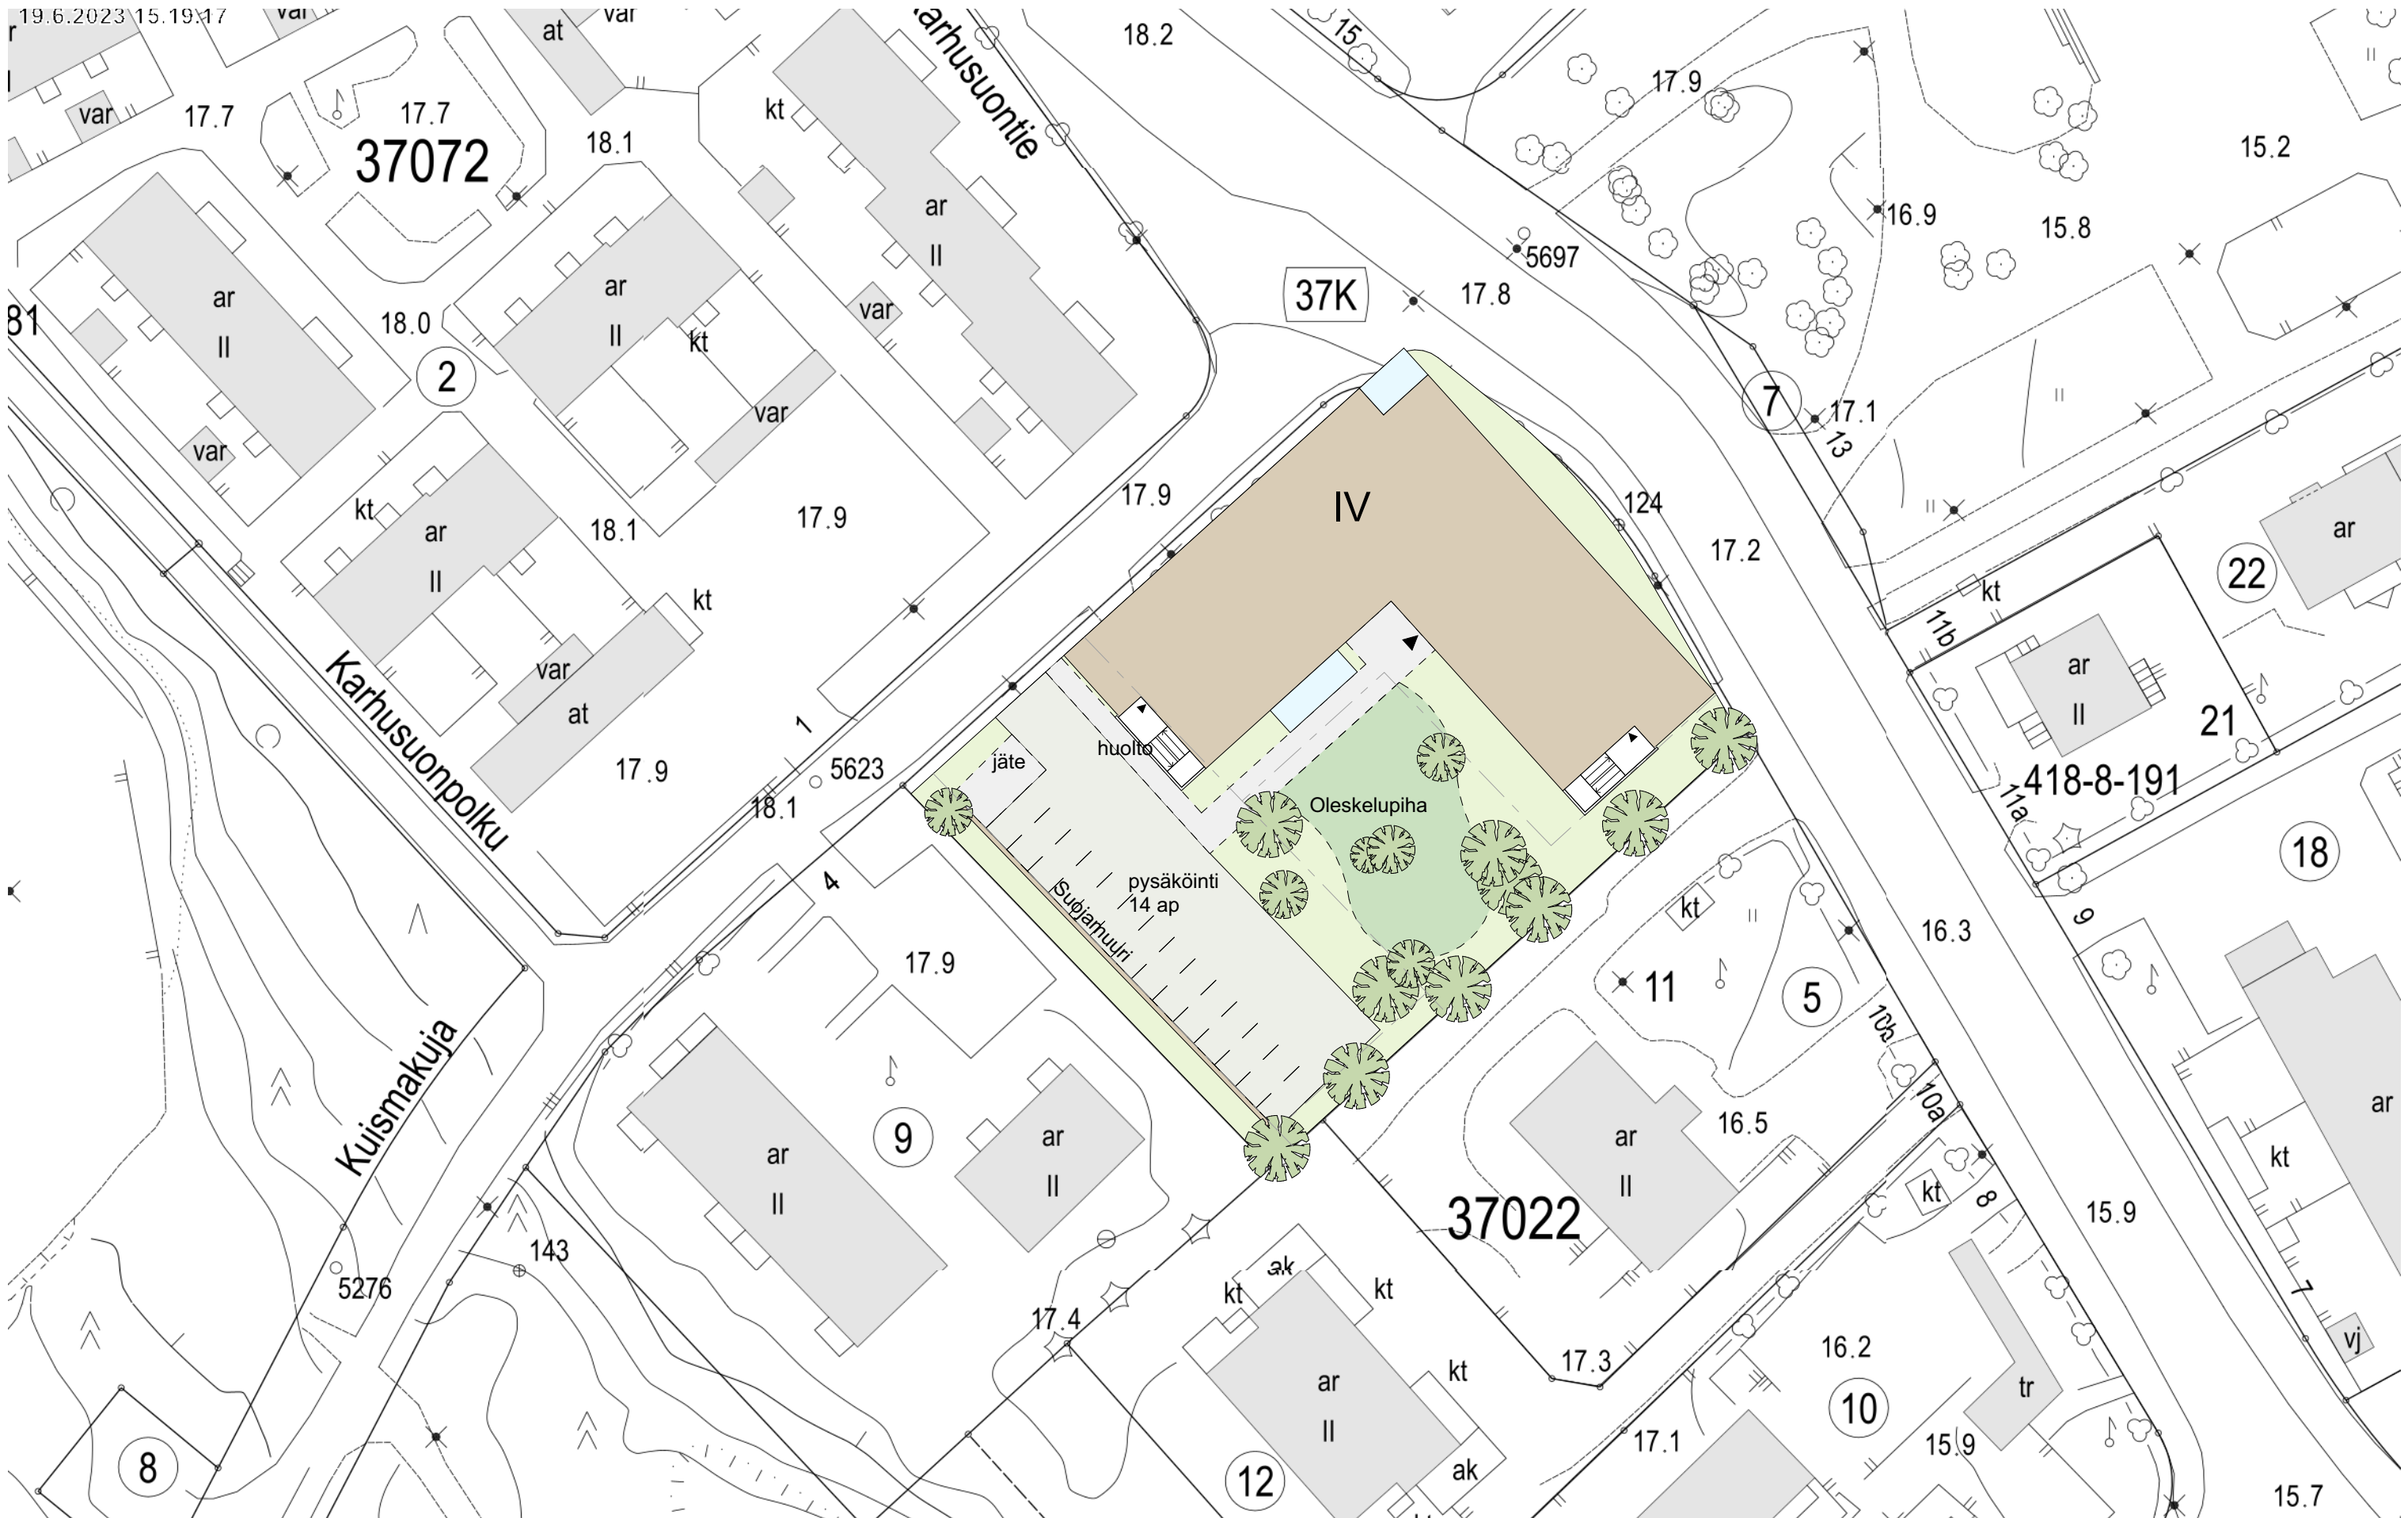 19.6.2023 15.19:17
var
at
var
18.2
15
17.9
Karhusuontie
var
17.7
17.7
37072
18.1
kt
ar
II
15.2
16.9
15.8
5697
37K
17.8
ar
II
ar
II
81
18.0
2
kt
var
var
7
17.1
13
var
kt
ar
II
18.1
17.9
17.9
IV
124
17.2
ar
22
kt
kt
11b
ar
II
21
var
at
Karhusuonpolku
17.9
1
5623
18.1
jäte
huolto
Oleskelupiha
418-8-191
11a
18
4
pysäköinti
14 ap
Suojamuuri
17.9
kt
11
5
16.3
9
10b
Kuismakuja
9
ar
II
ar
II
ar
II
16.5
10a
kt
8
ar
kt
15.9
37022
143
5276
17.4
ak
kt
kt
7
vj
17.3
16.2
kt
ar
II
tr
10
8
12
ak
17.1
15.9
15.7